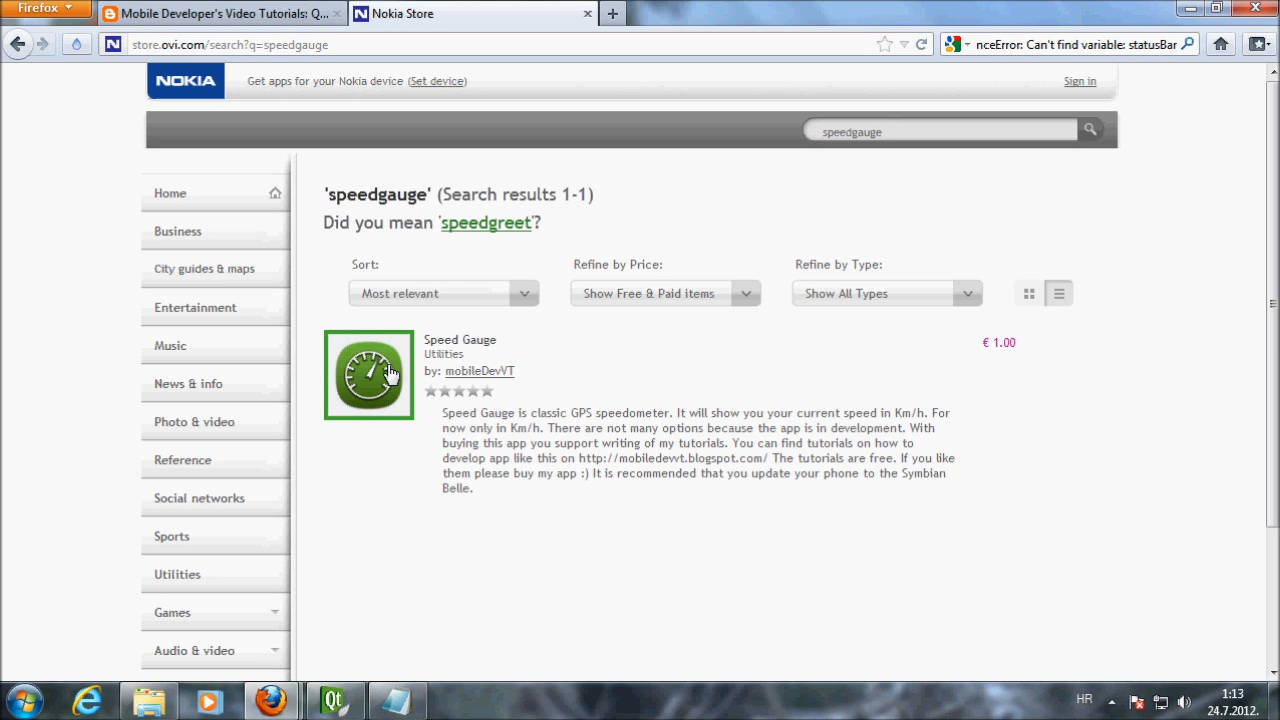 Firefox
Mobile Developer's Video Tutorials: Q...
Nokia Store
store.ovi.com/search?q=speedgauge
nceError: Can't find variable: statusBar
NOKIA
Get apps for your Nokia device (Set device)
Sign in
speedgauge
Home
Business
City guides & maps
Entertainment
Music
News & info
Photo & video
Reference
Social networks
Sports
Utilities
Games
Audio & video
'speedgauge' (Search results 1-1)
Did you mean 'speedgreet'?
Sort:
Refine by Price:
Refine by Type:
Most relevant
Show Free & Paid items
Show All Types
Speed Gauge
€ 1.00
Utilities
by: mobileDevVT
Speed Gauge is classic GPS speedometer. It will show you your current speed in Km/h. For
now only in Km/h. There are not many options because the app is in development. With
buying this app you support writing of my tutorials. You can find tutorials on how to
develop app like this on http://mobiledevvt.blogspot.com/ The tutorials are free. If you like
them please buy my app :) It is recommended that you update your phone to the Symbian
Belle.
Qt
HR
1:13
24.7.2012.